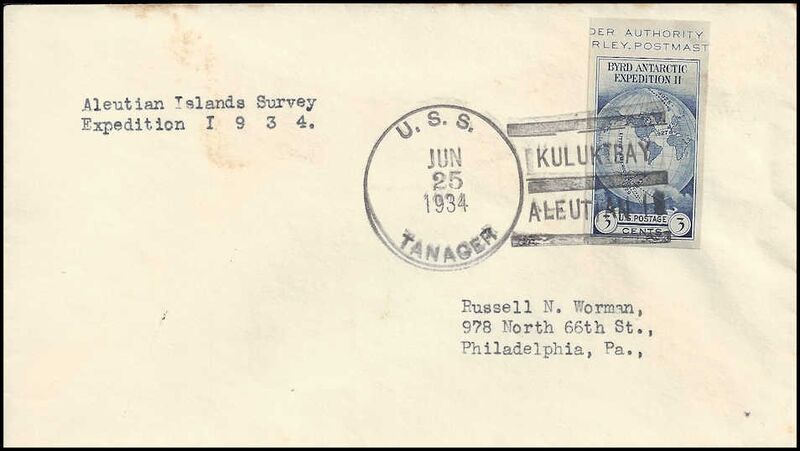 DER AUTHORITY
RLEY, POSTMAST
BYRD ANTARCTIC
EXPEDITION II
Aleutian Islands Survey
Expedition I 9 3 4.
U. S. S.
JUN
25
1934
TANAGER
KULUKTBAY
ALEUT
3 U.S. POSTAGE 3
CENTS
Russell N. Worman,
978 North 66th St.,
Philadelphia, Pa.,